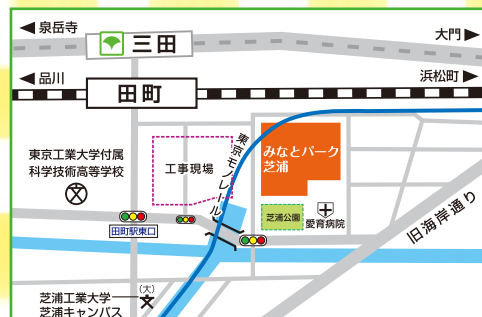 泉岳寺
三田
大門
品川
田町
浜松町
東京工業大学付属
科学技術高等学校
工事現場
東京モノレール
みなとパーク
芝浦
芝浦公園
愛育病院
旧海岸通り
田町駅東口
(大)
文
芝浦工業大学
芝浦キャンパス